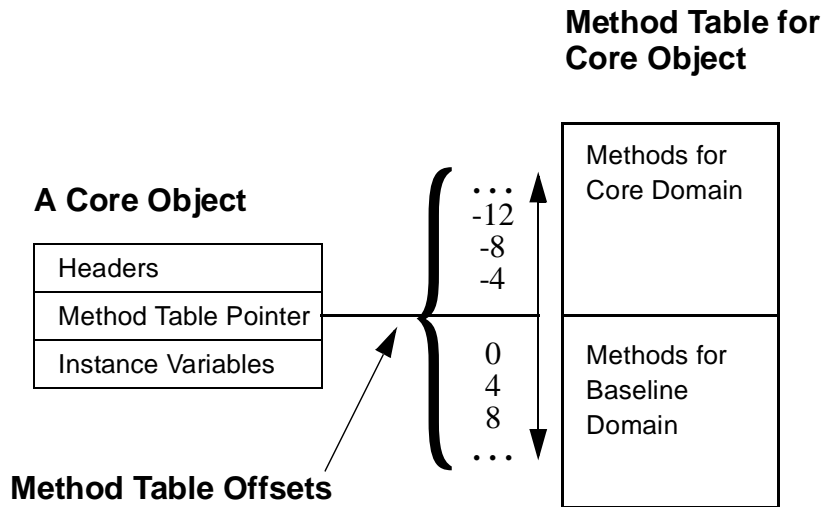 Method Table for
Core Object
A Core Object
Headers
Method Table Pointer
Instance Variables
...
-12
-8
-4
0
4
8
...
Methods for
Core Domain
Methods for
Baseline
Domain
Method Table Offsets